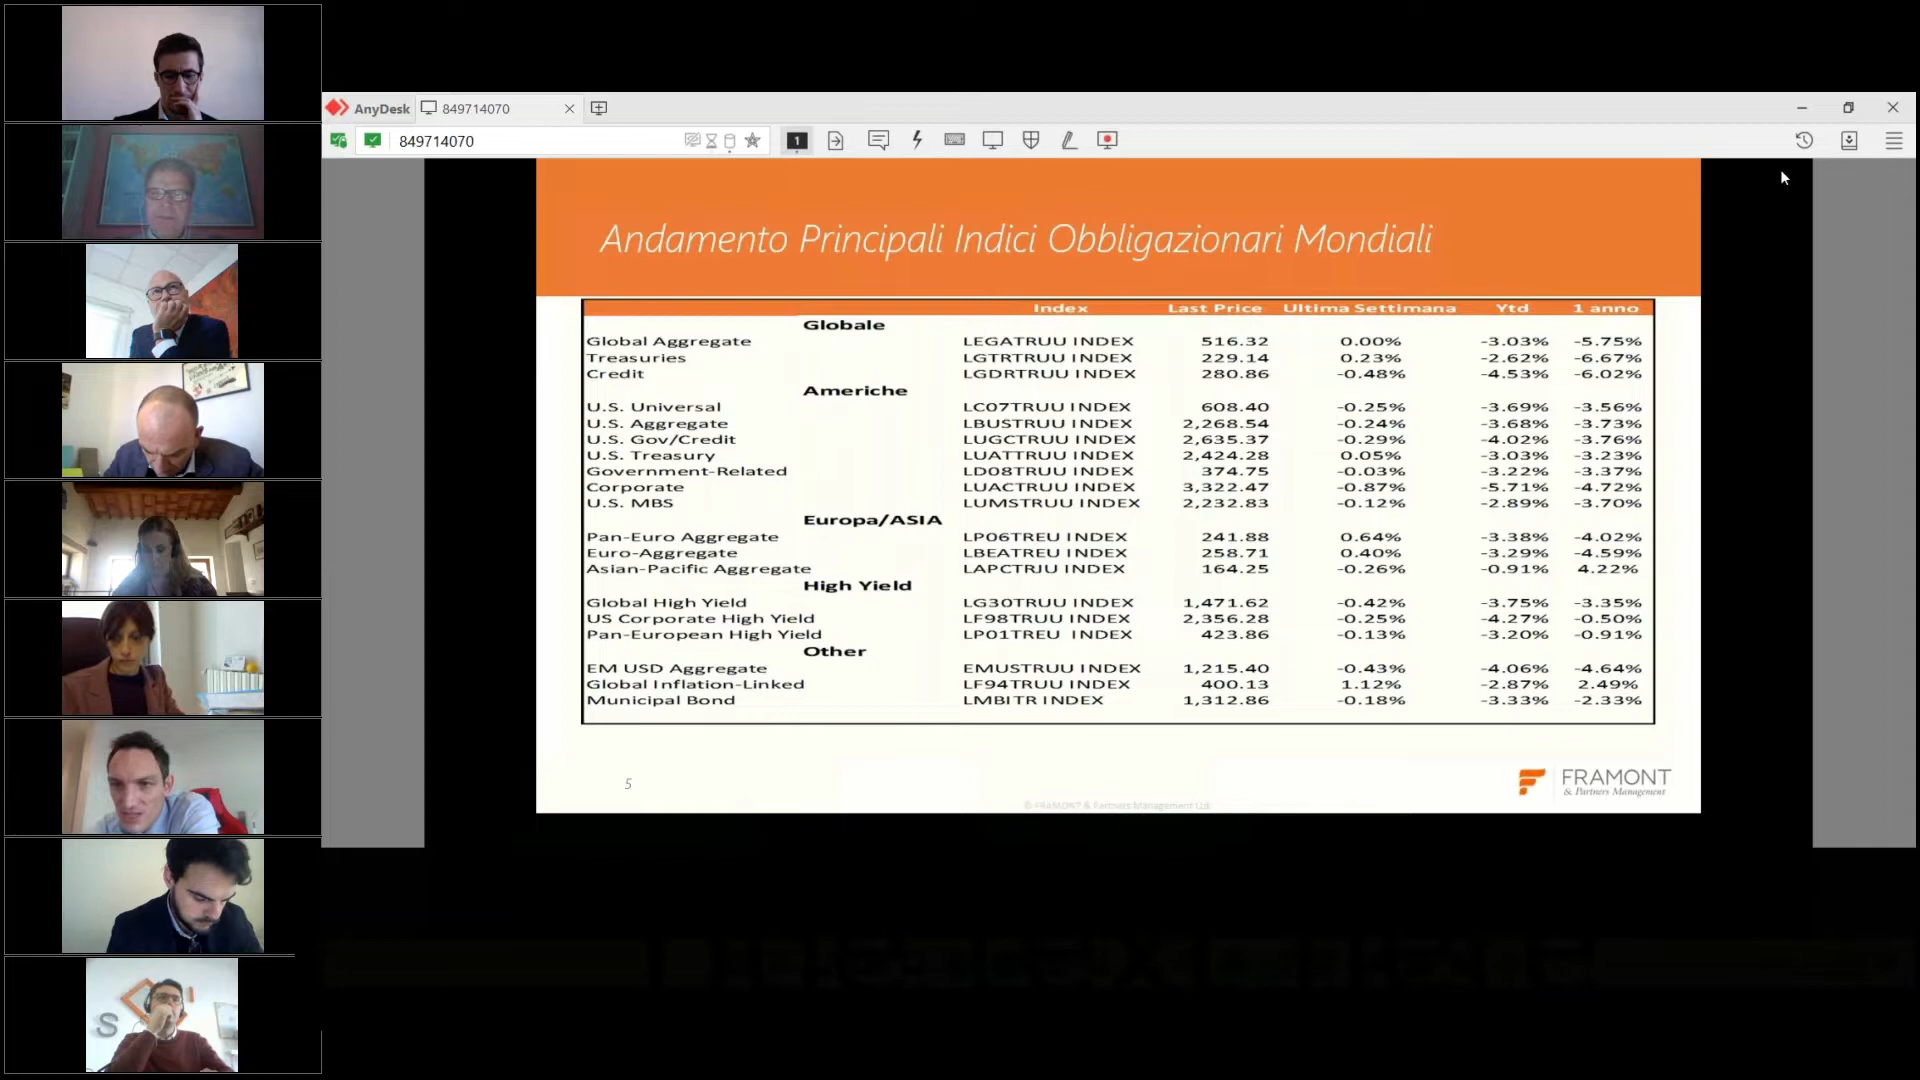 AnyDesk
849714070
849714070
1
Andamento Principali Indici Obbligazionari Mondiali
Index Last Price Ultima Settimana Ytd 1 anno
Globale
Global Aggregate LEGATRUU INDEX 516.32 0.00% -3.03% -5.75%
Treasuries LGTRTRUU INDEX 229.14 0.23% -2.62% -6.67%
Credit LGDRTRUU INDEX 280.86 -0.48% -4.53% -6.02%
Americhe
U.S. Universal LC07TRUU INDEX 608.40 -0.25% -3.69% -3.56%
U.S. Aggregate LBUSTRUU INDEX 2,268.54 -0.24% -3.68% -3.73%
U.S. Gov/Credit LUGCTRUU INDEX 2,635.37 -0.29% -4.02% -3.76%
U.S. Treasury LUATTRUU INDEX 2,424.28 0.05% -3.03% -3.23%
Government-Related LD08TRUU INDEX 374.75 -0.03% -3.22% -3.37%
Corporate LUACTRUU INDEX 3,322.47 -0.87% -5.71% -4.72%
U.S. MBS LUMSTRUU INDEX 2,232.83 -0.12% -2.89% -3.70%
Europa/ASIA
Pan-Euro Aggregate LP06TREU INDEX 241.88 0.64% -3.38% -4.02%
Euro-Aggregate LBEATREU INDEX 258.71 0.40% -3.29% -4.59%
Asian-Pacific Aggregate LAPCTRJU INDEX 164.25 -0.26% -0.91% 4.22%
High Yield
Global High Yield LG30TRUU INDEX 1,471.62 -0.42% -3.75% -3.35%
US Corporate High Yield LF98TRUU INDEX 2,356.28 -0.25% -4.27% -0.50%
Pan-European High Yield LP01TREU INDEX 423.86 -0.13% -3.20% -0.91%
Other
EM USD Aggregate EMUSTRUU INDEX 1,215.40 -0.43% -4.06% -4.64%
Global Inflation-Linked LF94TRUU INDEX 400.13 1.12% -2.87% 2.49%
Municipal Bond LMBITR INDEX 1,312.86 -0.18% -3.33% -2.33%
5
FRAMONT
& Partners Management
© FRAMONT & Partners Management Ltd
S